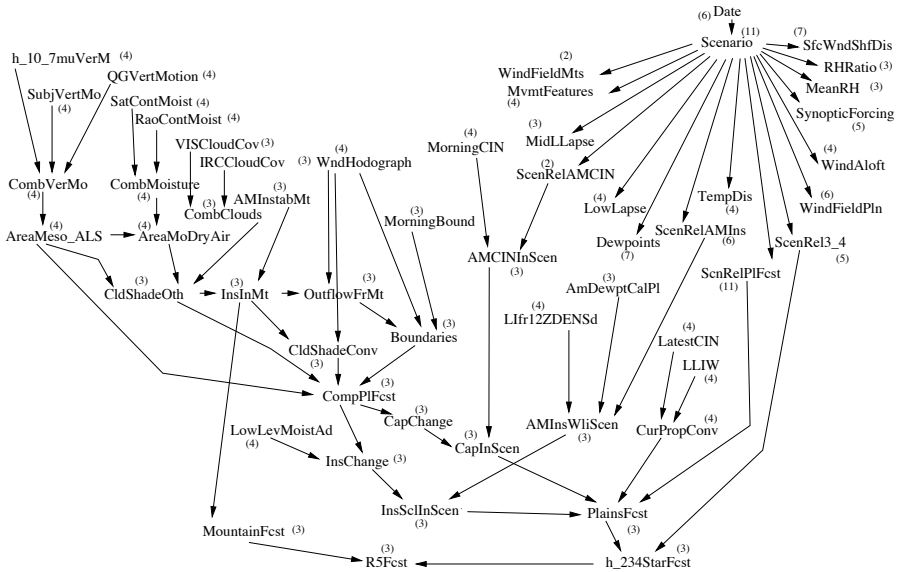 (6) Date
Scenario (11)
(7) SfcWndShfDis
RHRatio (3)
MeanRH (3)
SynopticForcing (5)
(4) WindAloft
(6) WindFieldPln
(2) WindFieldMts
MvmtFeatures (4)
(3) MidLLapse
(2) ScenRelAMCIN
(4) LowLapse
Dewpoints (7)
TempDis (4)
ScenRelAMIns (6)
ScnRelPlFcst (11)
ScenRel3_4 (5)
h_10_7muVerM (4)
QGVertMotion (4)
SubjVertMo (4)
SatContMoist (4)
RaoContMoist (4)
VISCloudCov (3)
IRCCloudCov (3)
(4) WndHodograph
(4) MorningCIN
CombVerMo (4)
CombMoisture (4)
AMInstabMt
(3) CombClouds
(3) MorningBound
(4) AreaMeso_ALS
(4) AreaMoDryAir
AMCINInScen (3)
(3) CldShadeOth
(3) InsInMt
(3) OutflowFrMt
(3) AmDewptCalPl
(4) LIfr12ZDENSd
Boundaries (3)
CldShadeConv (3)
(4) LatestCIN
LLIW (4)
CompPlFcst (3)
CapChange (3)
LowLevMoistAd (4)
(3) CapInScen
AMInsWliScen (3)
CurPropConv (4)
InsChange (3)
InsSclInScen (3)
PlainsFcst (3)
MountainFcst (3)
(3) R5Fcst
h_234StarFcst (3)